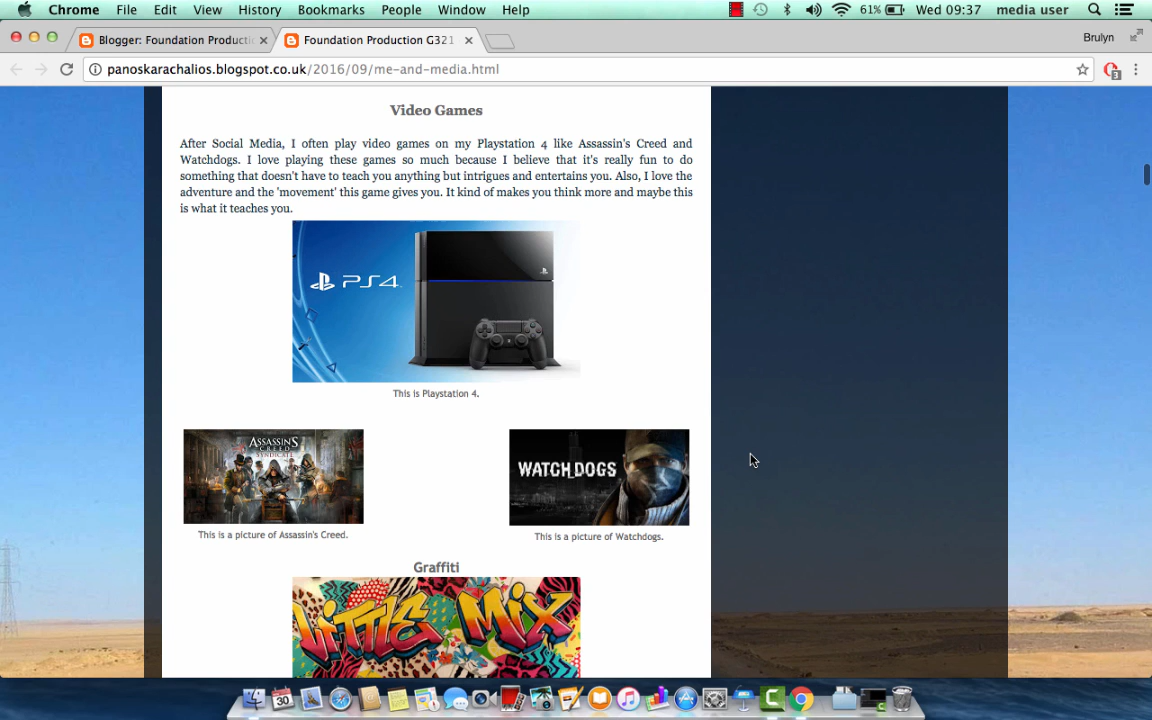 Chrome File Edit View History Bookmarks People Window Help 61% Wed 09:37 media user
Blogger: Foundation Producti Foundation Production G321 Brulyn
panoskarachalios.blogspot.co.uk/2016/09/me-and-media.html 3
Video Games
After Social Media, I often play video games on my Playstation 4 like Assassin's Creed and
Watchdogs. I love playing these games so much because I believe that it's really fun to do
something that doesn't have to teach you anything but intrigues and entertains you. Also, I love the
adventure and the 'movement' this game gives you. It kind of makes you think more and maybe this
is what it teaches you.
PS4
This is Playstation 4.
ASSASSIN'S
CREED
SYNDICATE
WATCH_DOGS
This is a picture of Assassin's Creed.
This is a picture of Watchdogs.
Graffiti
LiTTLE MiX
30